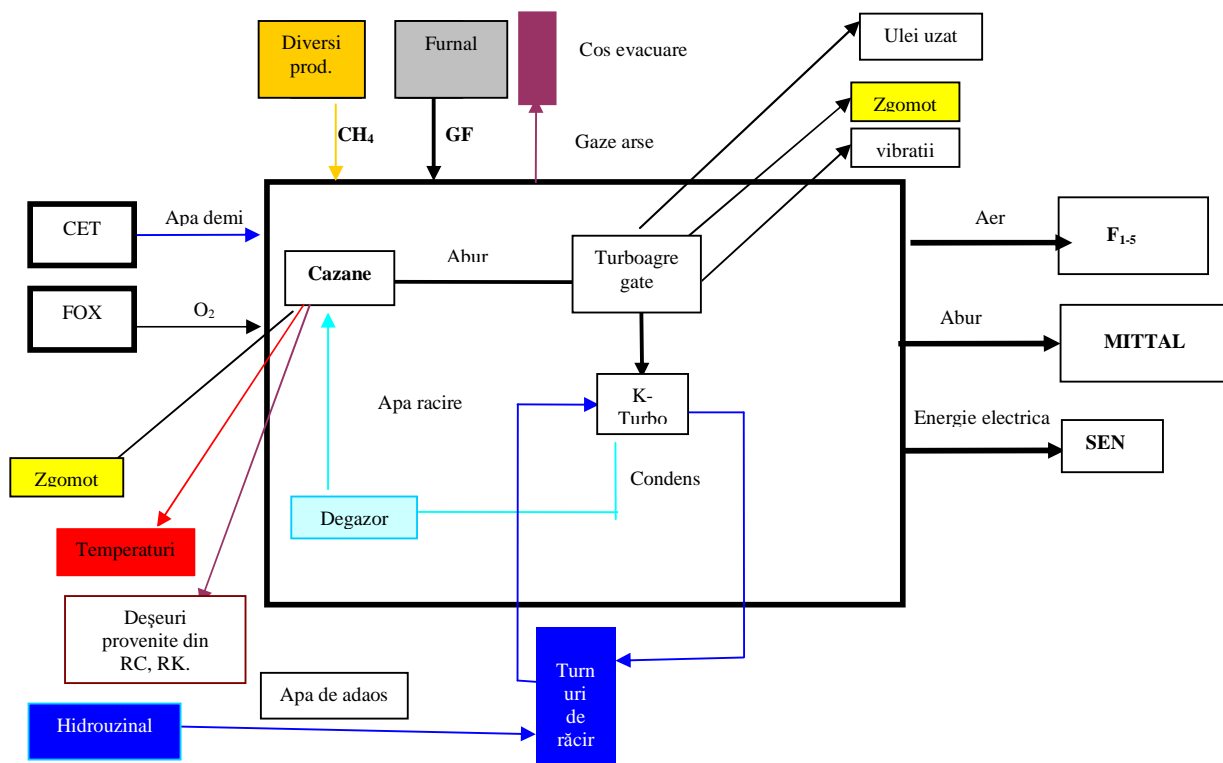 Diversi
prod.
Furnal
Cos evacuare
Ulei uzat
Zgomot
vibratii
CH₄
GF
Gaze arse
CET
Apa demi
FOX
O₂
Cazane
Abur
Turboagre
gate
Aer
F₁₋₅
Abur
MITTAL
Energie electrica
SEN
K-
Turbo
Apa racire
Condens
Degazor
Zgomot
Temperaturi
Deşeuri
provenite din
RC, RK.
Apa de adaos
Hidrouzinal
Turn
uri
de
răcir